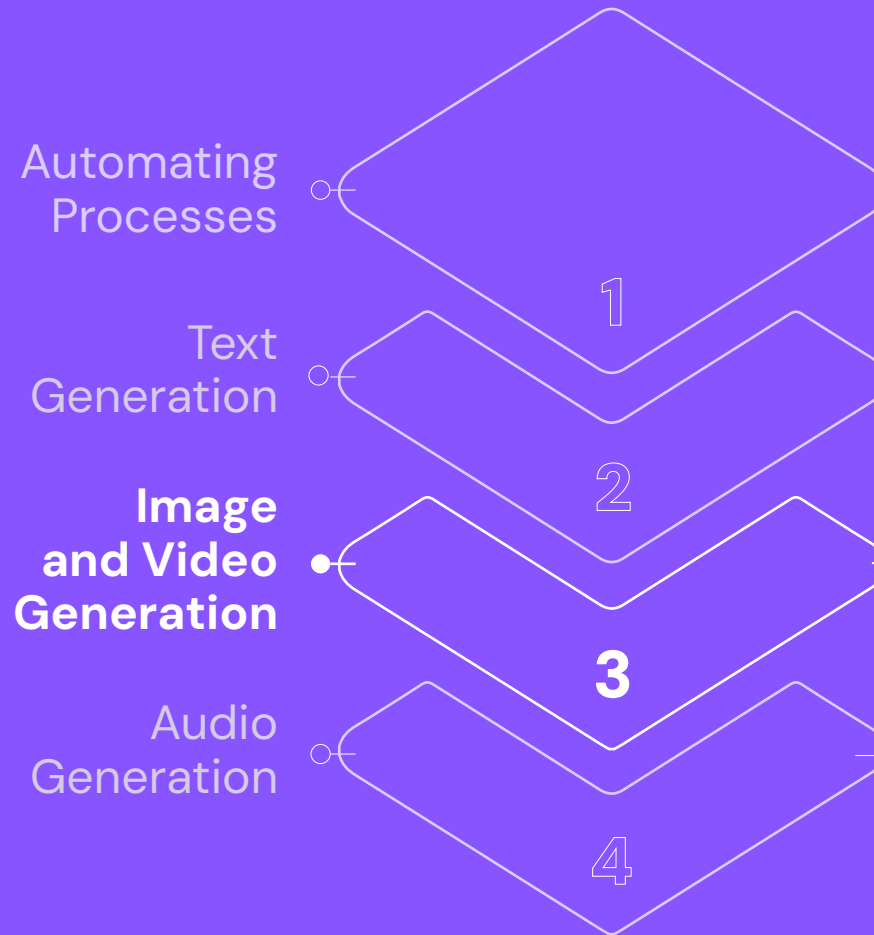 Automating
Processes
1
Text
Generation
2
Image
and Video
Generation
3
Audio
Generation
4